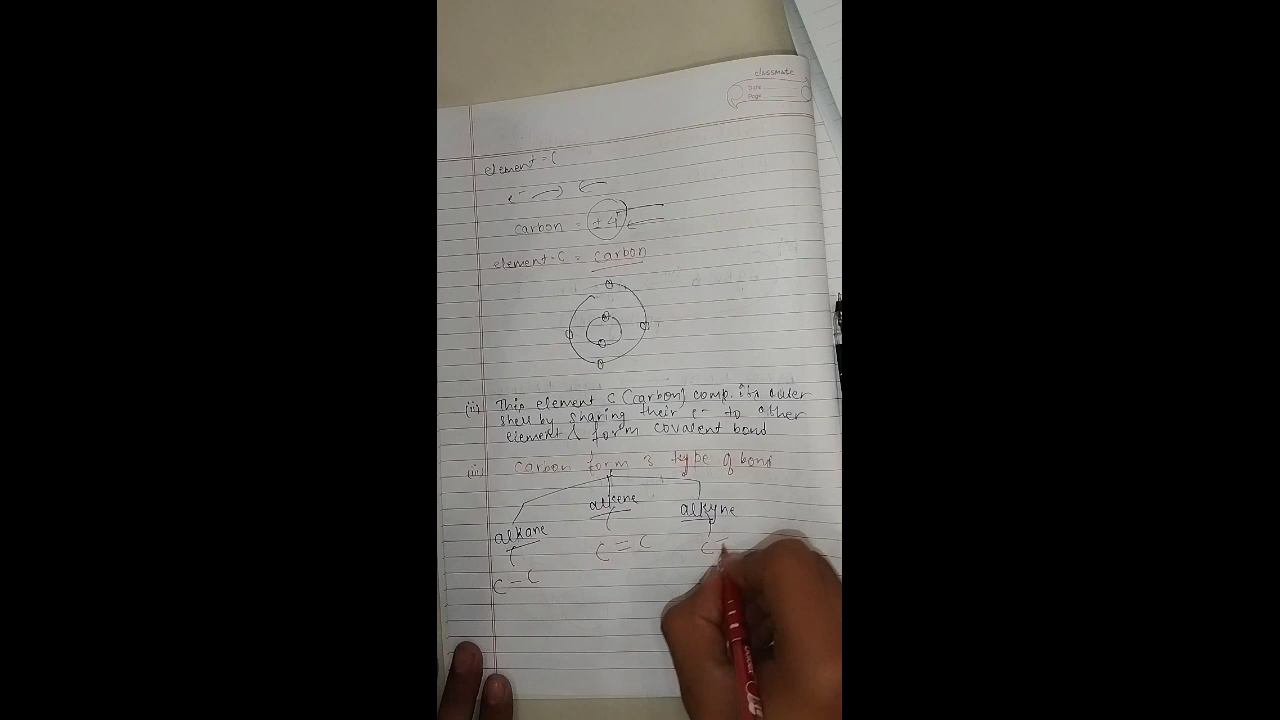 classmate
Date
Page
element - C
e⁻
carbon = ±4
element - C = carbon
(ii) This element C (carbon) comp. its outer
shell by sharing their e⁻ to other
element & form covalent bond
(iii) Carbon form 3 type of bond
alkane alkene alkyne
C - C C = C C =